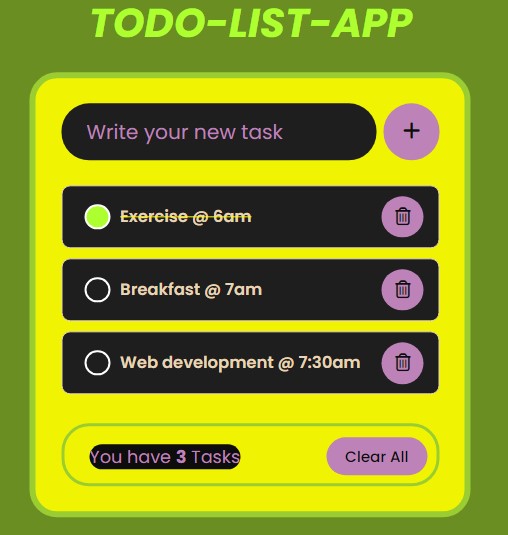 TODO-LIST-APP
Write your new task
+
Exercise @ 6am
Breakfast @ 7am
Web development @ 7:30am
You have 3 Tasks
Clear All